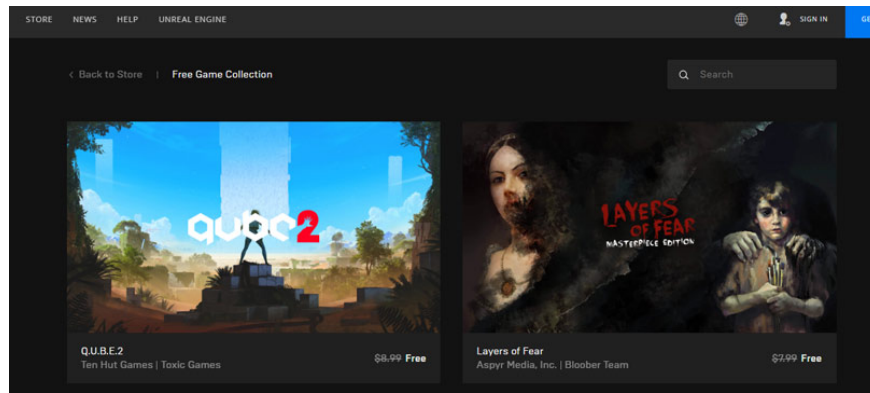 STORE NEWS HELP UNREAL ENGINE SIGN IN GE
< Back to Store | Free Game Collection Search
qube2
LAYERS
OF FEAR
MASTERPIECE EDITION
Q.U.B.E.2
Ten Hut Games | Toxic Games
$8.99 Free
Layers of Fear
Aspyr Media, Inc. | Bloober Team
$7.99 Free